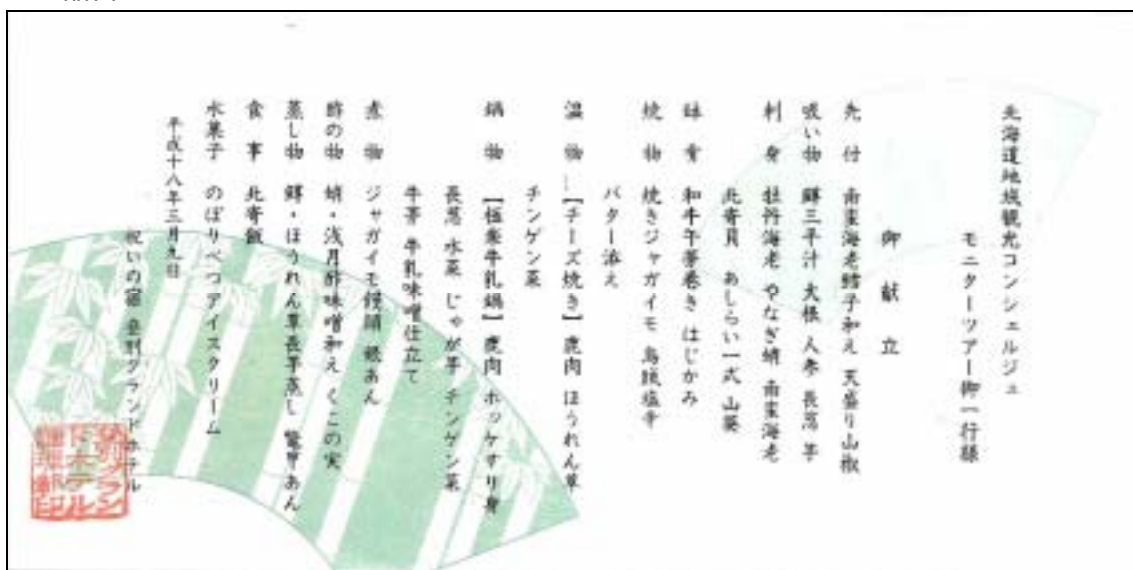 北海道地域観光コンシェルジュ
モニターツアー御一行様
御献立
先付 南蛮海老鱈子和え 天盛り山椒
吸い物 鱈三平汁 大根 人参 長葱 芋
刺身 牡丹海老 やなぎ蛸 南蛮海老
北寄貝 あしらい一式 山葵
鉢肴 和牛牛蒡巻き はじかみ
焼物 焼きジャガイモ 烏賊塩辛
バター添え
温物 【チーズ焼き】鹿肉 ほうれん草
チンゲン菜
鍋物 【極楽牛乳鍋】鹿肉 ホッケすり身
長葱 水菜 じゃが芋 チンゲン菜
牛蒡 牛乳味噌仕立て
煮物 ジャガイモ饅頭 銀あん
酢の物 蛸・浅月酢味噌和え くこの実
蒸し物 鱈・ほうれん草長芋蒸し 鼈甲あん
食事 北寄飯
水菓子 のぼりべつアイスクリーム
平成十八年三月九日
祝いの宿 登別グランドホテル